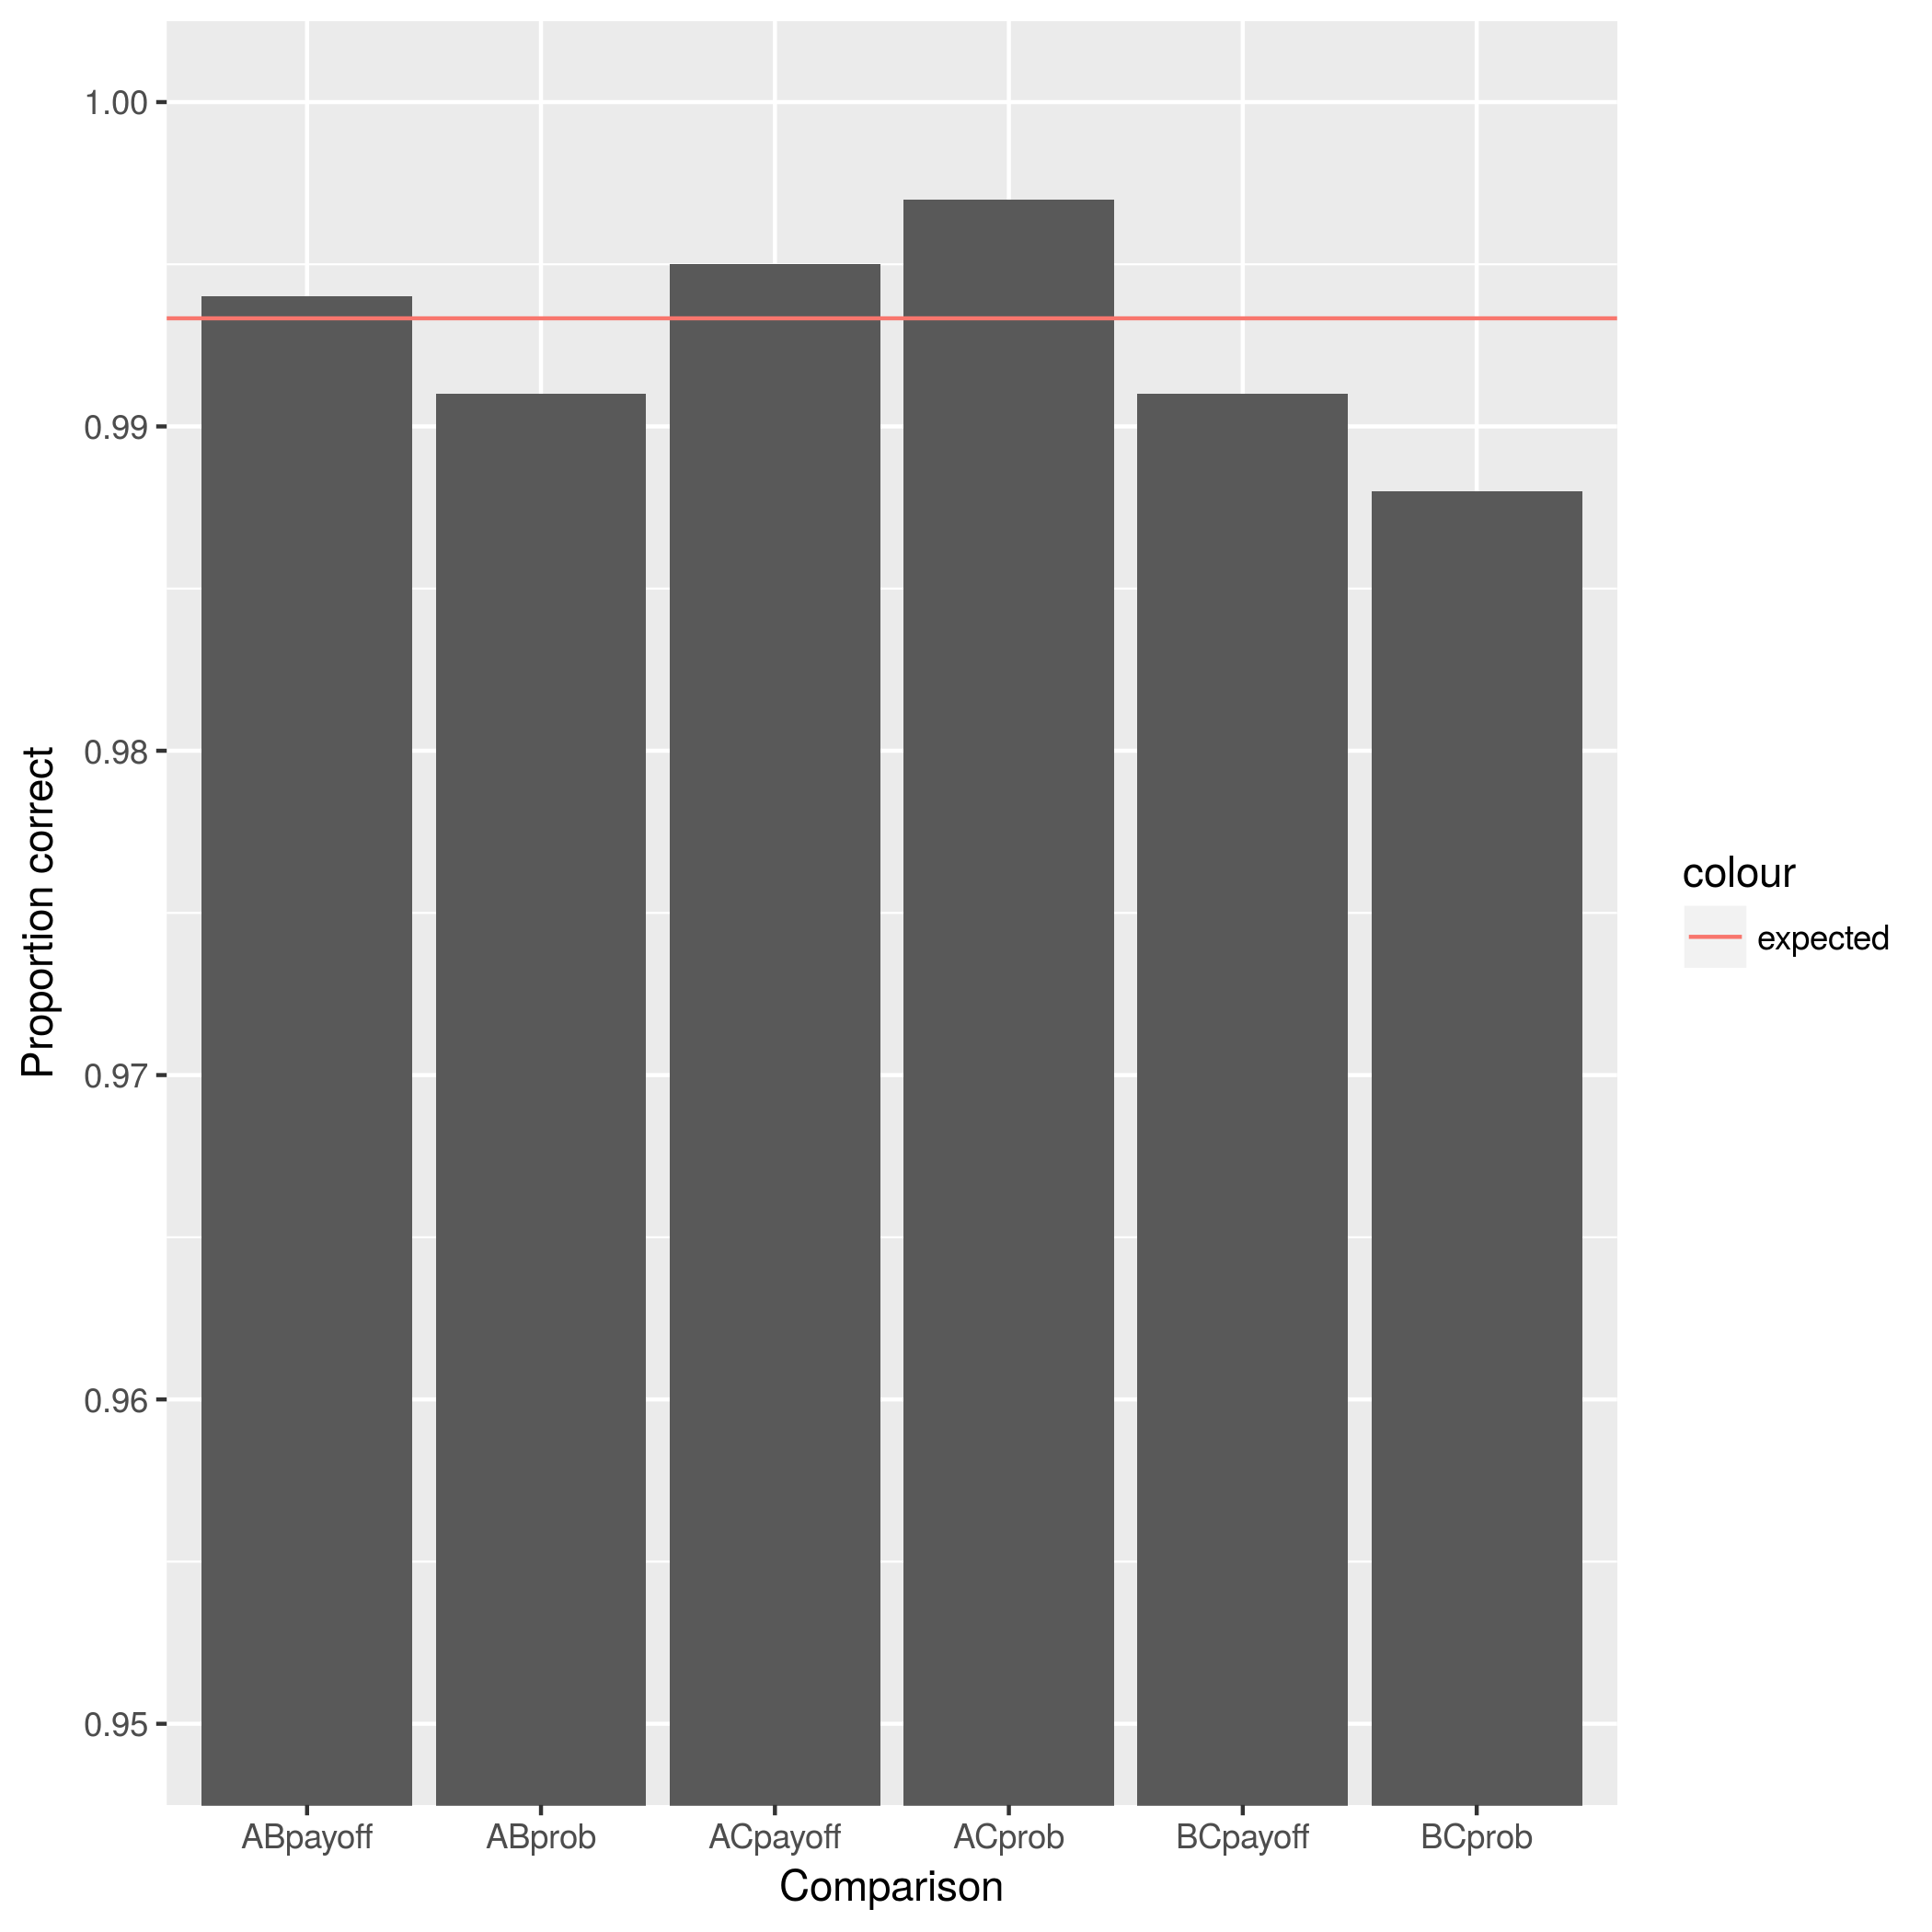 Proportion correct
1.00
0.99
0.98
0.97
0.96
0.95
ABpayoff ABprob ACpayoff ACprob BCpayoff BCprob
Comparison
colour
expected